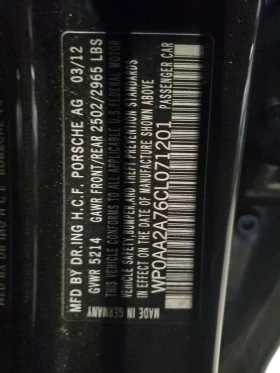 MFD BY DR.ING H.C.F. PORSCHE AG 03/12
GVWR 5214 GAWR FRONT/REAR 2502/2965 LBS
THIS VEHICLE CONFORMS TO ALL APPLICABLE U.S.FEDERAL MOTOR
VEHICLE SAFETY,BUMPER,AND THEFT PREVENTION STANDARDS
IN EFFECT ON THE DATE OF MANUFACTURE SHOWN ABOVE
WP0AA2A76CL071201
PASSENGER CAR
MADE IN GERMANY